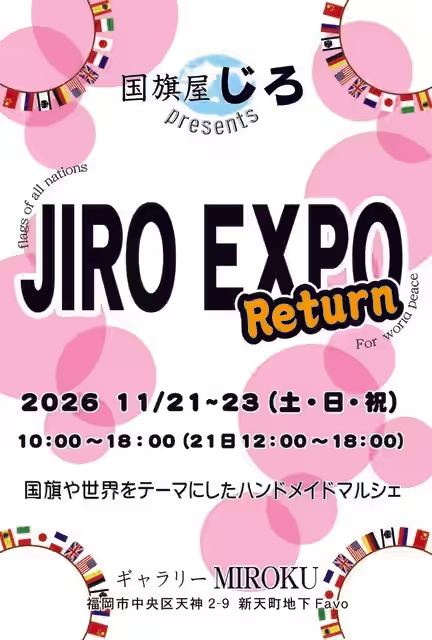 国旗屋じろ
presents
flags of all nations
JIRO EXPO
Return
For world peace
2026 11/21~23（土・日・祝）
10:00～18:00（21日12:00～18:00）
国旗や世界をテーマにしたハンドメイドマルシェ
ギャラリー MIROKU
福岡市中央区天神 2-9 新天町地下Favo